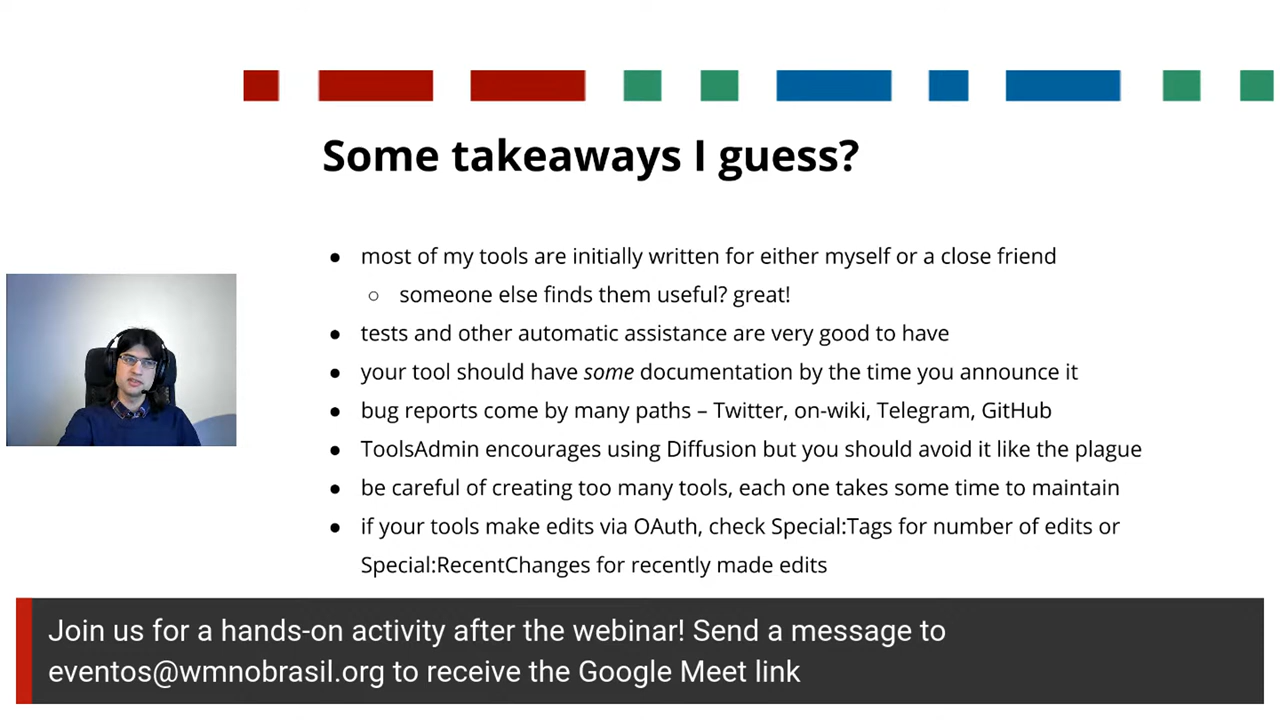 Some takeaways I guess?
● most of my tools are initially written for either myself or a close friend
○ someone else finds them useful? great!
● tests and other automatic assistance are very good to have
● your tool should have some documentation by the time you announce it
● bug reports come by many paths – Twitter, on-wiki, Telegram, GitHub
● ToolsAdmin encourages using Diffusion but you should avoid it like the plague
● be careful of creating too many tools, each one takes some time to maintain
● if your tools make edits via OAuth, check Special:Tags for number of edits or
Special:RecentChanges for recently made edits
Join us for a hands-on activity after the webinar! Send a message to
eventos@wmnobrasil.org to receive the Google Meet link